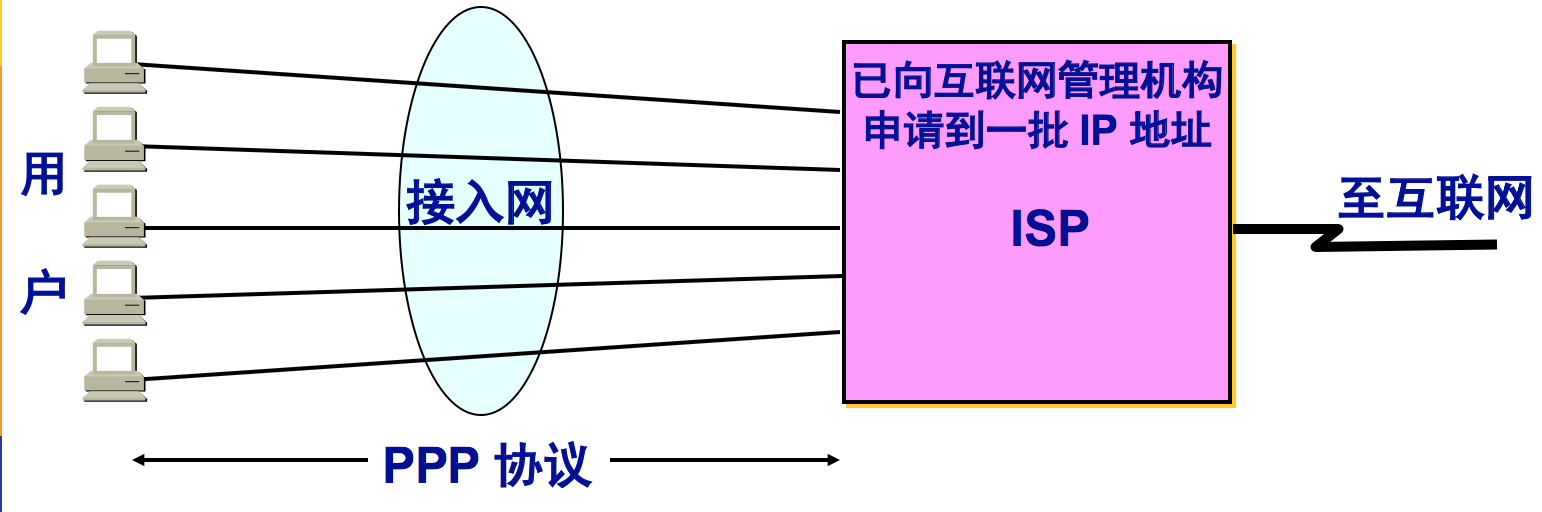 用
户
接入网
已向互联网管理机构
申请到一批 IP 地址
ISP
至互联网
PPP 协议